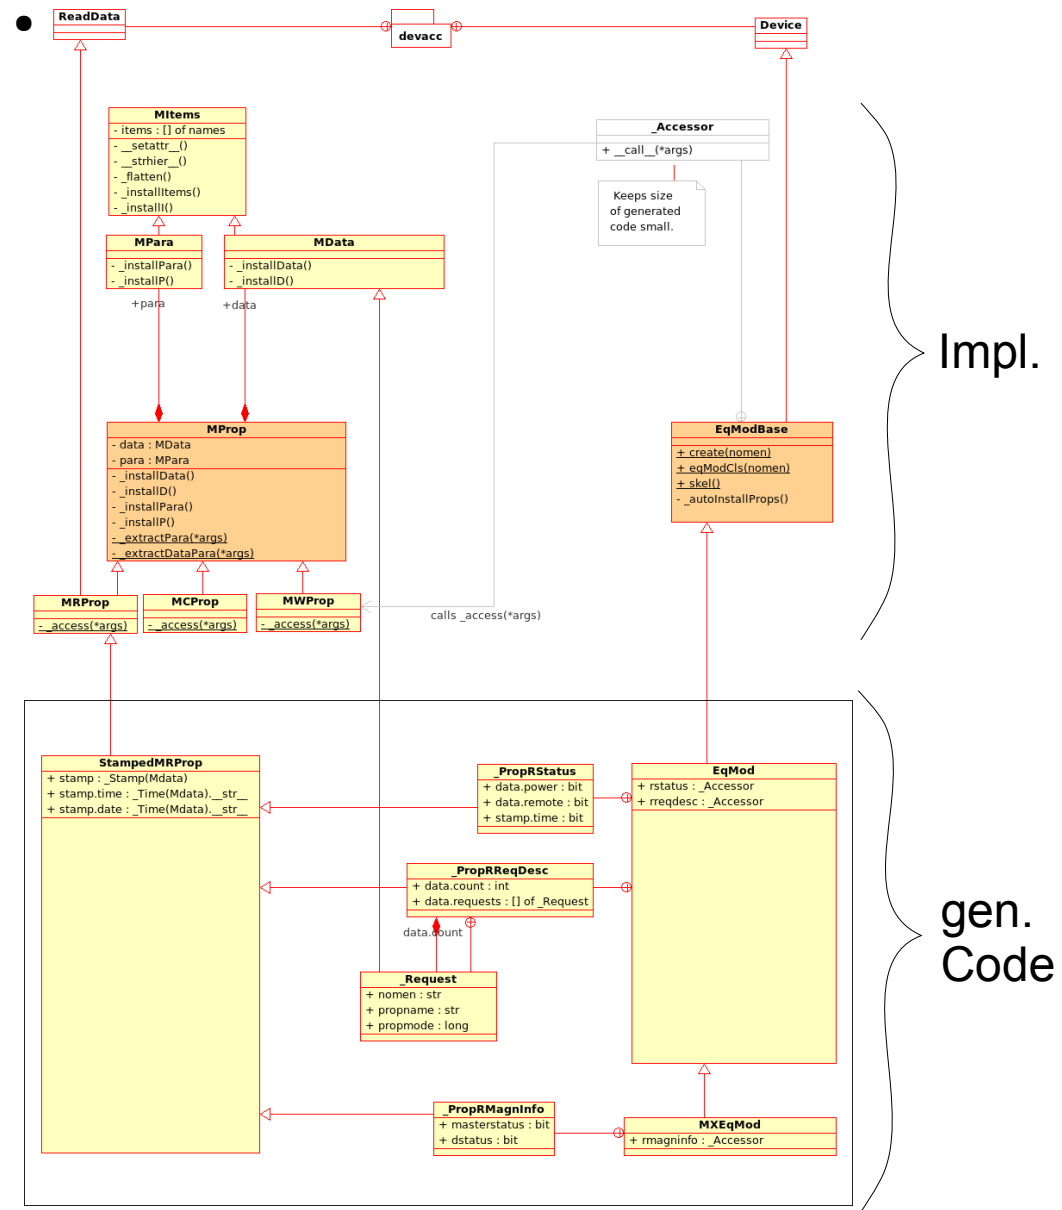 ReadData
devacc
Device
MItems
- items : [] of names
- __setattr__()
- __strhier__()
- _flatten()
- _installItems()
- _installI()
_Accessor
+ __call__(*args)
Keeps size
of generated
code small.
MPara
- _installPara()
- _installP()
MData
- _installData()
- _installD()
+para
+data
Impl.
MProp
- data : MData
- para : MPara
- _installData()
- _installD()
- _installPara()
- _installP()
- _extractPara(*args)
- _extractDataPara(*args)
EqModBase
+ create(nomen)
+ eqModCls(nomen)
+ skel()
- _autoInstallProps()
MRProp
- _access(*args)
MCProp
- _access(*args)
MWProp
- _access(*args)
calls _access(*args)
StampedMRProp
+ stamp : _Stamp(Mdata)
+ stamp.time : _Time(Mdata).__str__
+ stamp.date : _Time(Mdata).__str__
_PropRStatus
+ data.power : bit
+ data.remote : bit
+ stamp.time : bit
EqMod
+ rstatus : _Accessor
+ rreqdesc : _Accessor
_PropRReqDesc
+ data.count : int
+ data.requests : [] of _Request
data.count
_Request
+ nomen : str
+ propname : str
+ propmode : long
gen.
Code
_PropRMagnInfo
+ masterstatus : bit
+ dstatus : bit
MXEqMod
+ rmagninfo : _Accessor